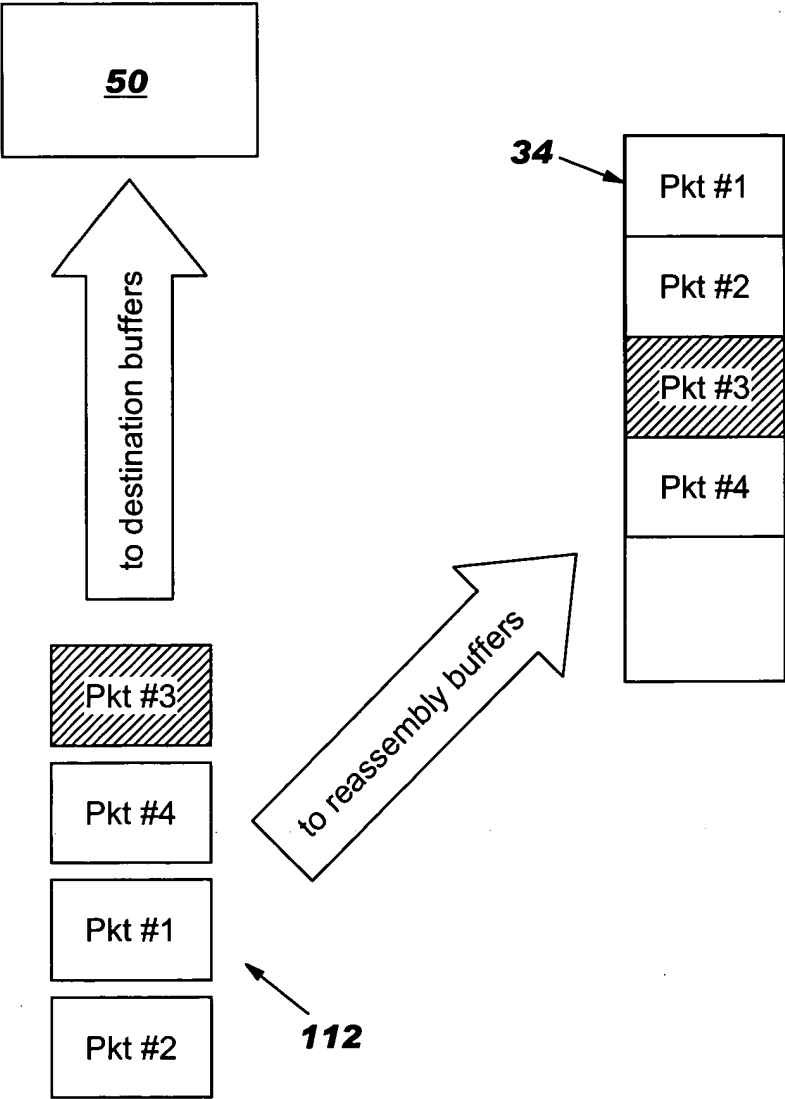 50
34
Pkt #1
Pkt #2
Pkt #3
Pkt #4
to destination buffers
to reassembly buffers
Pkt #3
Pkt #4
Pkt #1
Pkt #2
112